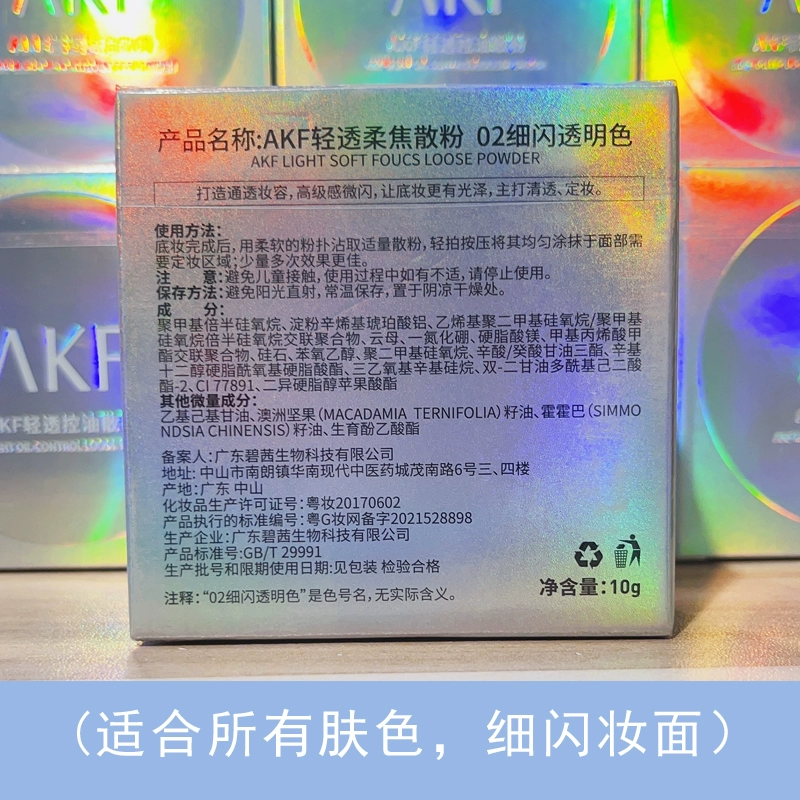 AKF
产品名称:AKF轻透柔焦散粉 02细闪透明色
AKF LIGHT SOFT FOUCS LOOSE POWDER
打造通透妆容,高级感微闪,让底妆更有光泽,主打清透、定妆。
使用方法:
底妆完成后,用柔软的粉扑沾取适量散粉,轻拍按压将其均匀涂抹于面部需
要定妆区域;少量多次效果更佳。
注 意:避免儿童接触,使用过程中如有不适,请停止使用。
保存方法:避免阳光直射,常温保存,置于阴凉干燥处。
成 分:
聚甲基倍半硅氧烷、淀粉辛烯基琥珀酸铝、乙烯基聚二甲基硅氧烷/聚甲基
硅氧烷倍半硅氧烷交联聚合物、云母、一氮化硼、硬脂酸镁、甲基丙烯酸甲
酯交联聚合物、硅石、苯氧乙醇、聚二甲基硅氧烷、辛酸/癸酸甘油三酯、辛基
十二醇硬脂酰氧基硬脂酸酯、三乙氧基辛基硅烷、双-二甘油多酰基己二酸
酯-2、CI 77891、二异硬脂醇苹果酸酯
其他微量成分:
乙基己基甘油、澳洲坚果(MACADAMIA TERNIFOLIA)籽油、霍霍巴(SIMMO
NDSIA CHINENSIS)籽油、生育酚乙酸酯
备案人:广东碧茜生物科技有限公司
地址: 中山市南朗镇华南现代中医药城茂南路6号三、四楼
产地:广东 中山
化妆品生产许可证号:粤妆20170602
产品执行的标准编号:粤G妆网备字2021528898
生产企业:广东碧茜生物科技有限公司
产品标准号:GB/T 29991
生产批号和限期使用日期:见包装 检验合格
注释:“02细闪透明色”是色号名,无实际含义。
净含量:10g
AKF
AKF轻透控油散
(适合所有肤色,细闪妆面)